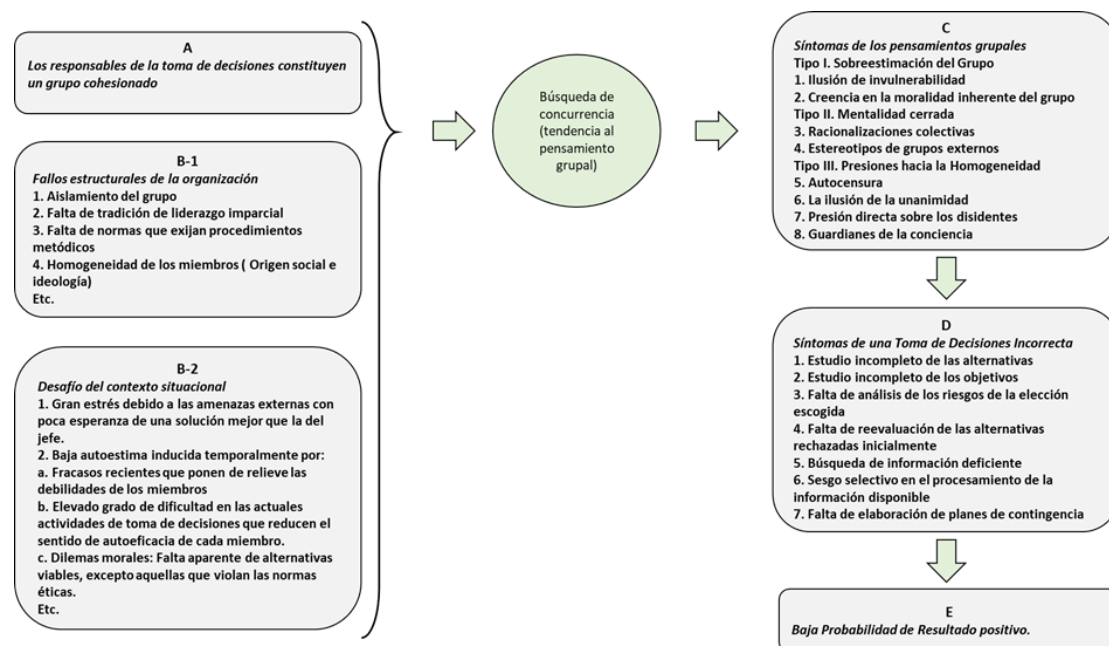 A
Los responsables de la toma de decisiones constituyen
un grupo cohesionado
B-1
Fallos estructurales de la organización
1. Aislamiento del grupo
2. Falta de tradición de liderazgo imparcial
3. Falta de normas que exijan procedimientos
metódicos
4. Homogeneidad de los miembros ( Origen social e
ideología)
Etc.
B-2
Desafío del contexto situacional
1. Gran estrés debido a las amenazas externas con
poca esperanza de una solución mejor que la del
jefe.
2. Baja autoestima inducida temporalmente por:
a. Fracasos recientes que ponen de relieve las
debilidades de los miembros
b. Elevado grado de dificultad en las actuales
actividades de toma de decisiones que reducen el
sentido de autoeficacia de cada miembro.
c. Dilemas morales: Falta aparente de alternativas
viables, excepto aquellas que violan las normas
éticas.
Etc.
Búsqueda de
concurrencia
(tendencia al
pensamiento
grupal)
C
Síntomas de los pensamientos grupales
Tipo I. Sobreestimación del Grupo
1. Ilusión de invulnerabilidad
2. Creencia en la moralidad inherente del grupo
Tipo II. Mentalidad cerrada
3. Racionalizaciones colectivas
4. Estereotipos de grupos externos
Tipo III. Presiones hacia la Homogeneidad
5. Autocensura
6. La ilusión de la unanimidad
7. Presión directa sobre los disidentes
8. Guardianes de la conciencia
D
Síntomas de una Toma de Decisiones Incorrecta
1. Estudio incompleto de las alternativas
2. Estudio incompleto de los objetivos
3. Falta de análisis de los riesgos de la elección
escogida
4. Falta de reevaluación de las alternativas
rechazadas inicialmente
5. Búsqueda de información deficiente
6. Sesgo selectivo en el procesamiento de la
información disponible
7. Falta de elaboración de planes de contingencia
E
Baja Probabilidad de Resultado positivo.